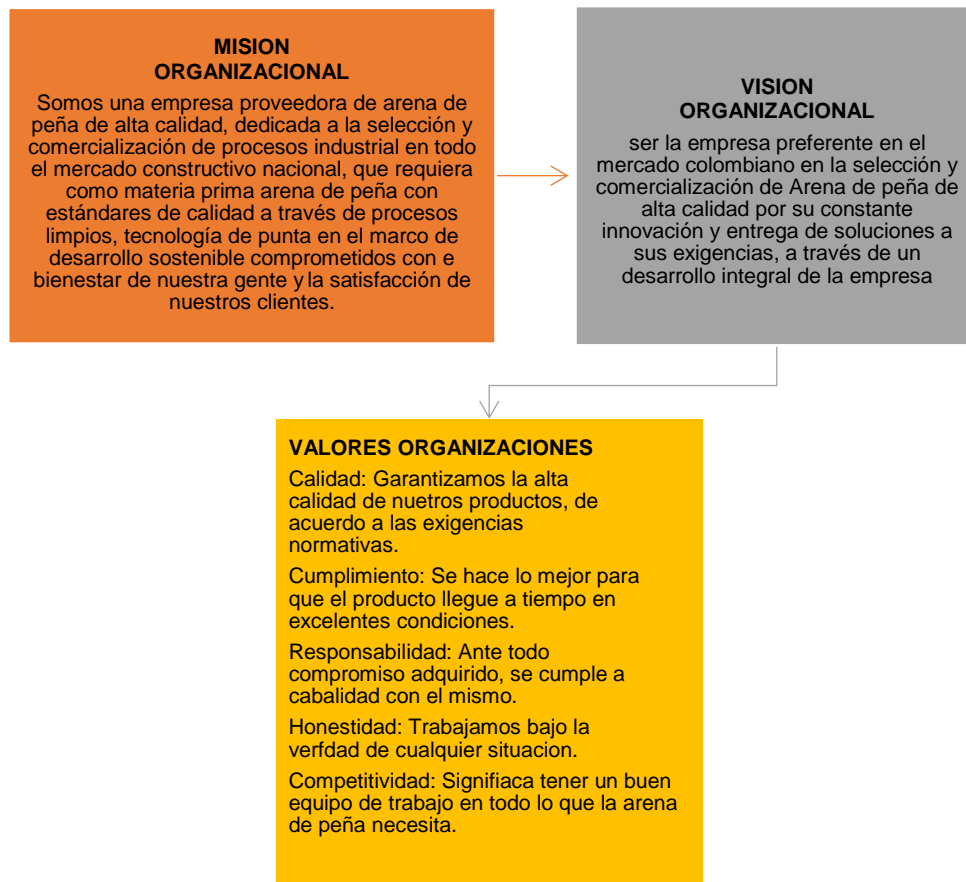 MISION
ORGANIZACIONAL
Somos una empresa proveedora de arena de
peña de alta calidad, dedicada a la selección y
comercialización de procesos industrial en todo
el mercado constructivo nacional, que requiera
como materia prima arena de peña con
estándares de calidad a través de procesos
limpios, tecnología de punta en el marco de
desarrollo sostenible comprometidos con e
bienestar de nuestra gente y la satisfacción de
nuestros clientes.
VISION
ORGANIZACIONAL
ser la empresa preferente en el
mercado colombiano en la selección y
comercialización de Arena de peña de
alta calidad por su constante
innovación y entrega de soluciones a
sus exigencias, a través de un
desarrollo integral de la empresa
VALORES ORGANIZACIONES
Calidad: Garantizamos la alta
calidad de nuetros productos, de
acuerdo a las exigencias
normativas.
Cumplimiento: Se hace lo mejor para
que el producto llegue a tiempo en
excelentes condiciones.
Responsabilidad: Ante todo
compromiso adquirido, se cumple a
cabalidad con el mismo.
Honestidad: Trabajamos bajo la
verfdad de cualquier situacion.
Competitividad: Signifiaca tener un buen
equipo de trabajo en todo lo que la arena
de peña necesita.